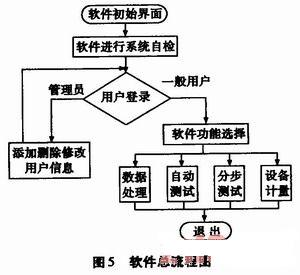 软件初始界面
软件进行系统自检
管理员
一般用户
用户登录
添加删除修改
用户信息
软件功能选择
数据
处理
自动
测试
分步
测试
设备
计量
退出
图5 软件总流程图